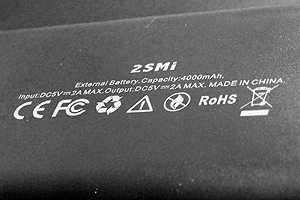 2SMi
External Battery. Capacity:4000mAh.
Input:DC5V⎓2A MAX. Output:DC5V⎓2A MAX. MADE IN CHINA.
CE FC RoHS